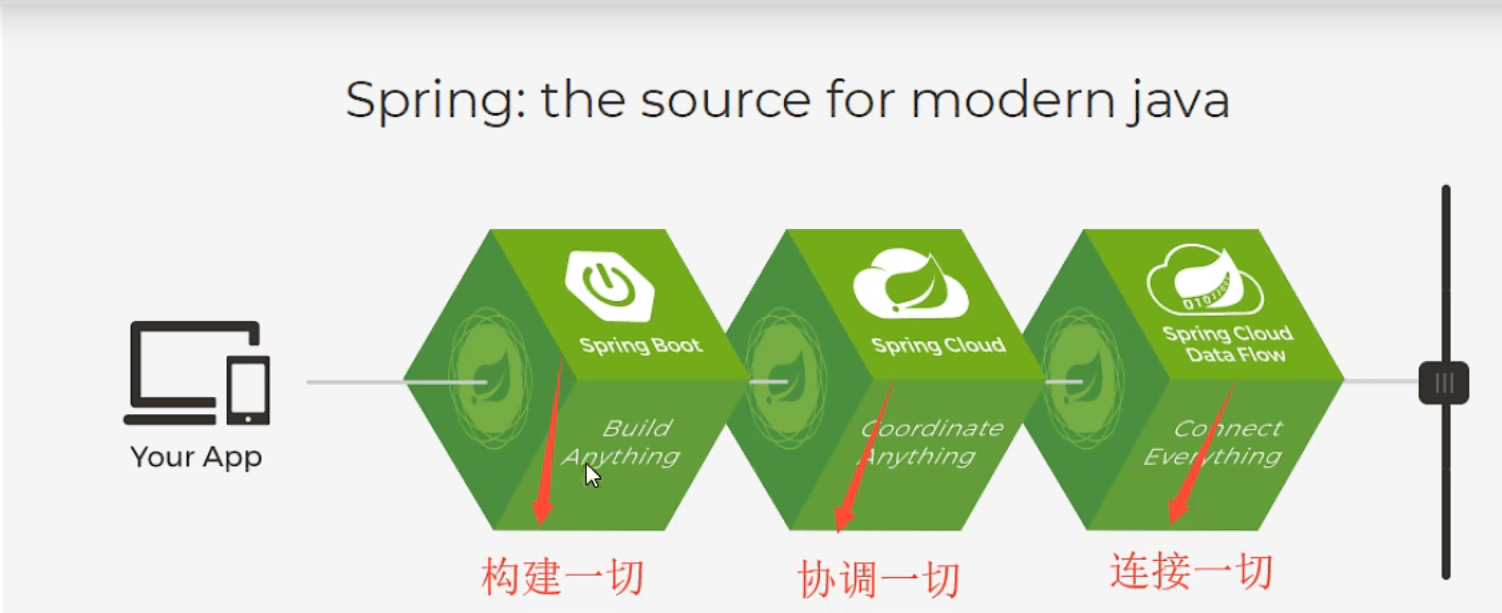 Spring: the source for modern java
Your App
Spring Boot
Build
Anything
构建一切
Spring Cloud
Coordinate
Anything
协调一切
Spring Cloud
Data Flow
Connect
Everything
连接一切